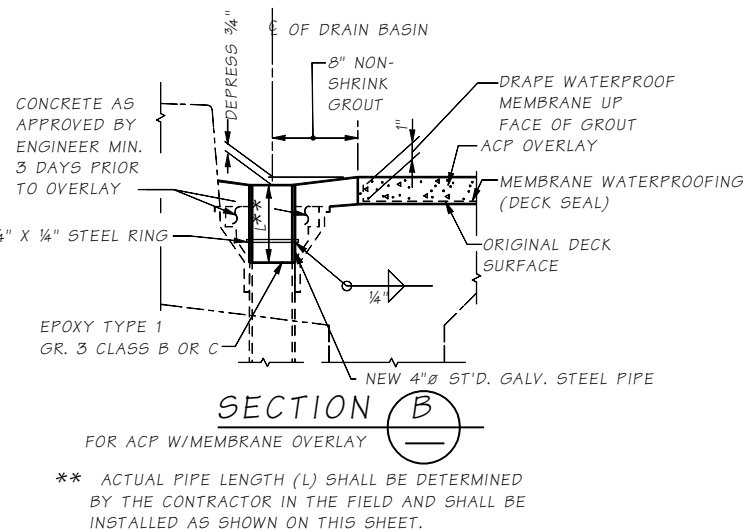 DEPRESS 3/4"
℄ OF DRAIN BASIN
8" NON-
SHRINK
GROUT
1"
DRAPE WATERPROOF
MEMBRANE UP
FACE OF GROUT
ACP OVERLAY
MEMBRANE WATERPROOFING
(DECK SEAL)
ORIGINAL DECK
SURFACE
CONCRETE AS
APPROVED BY
ENGINEER MIN.
3 DAYS PRIOR
TO OVERLAY
L**
4" X 1/4" STEEL RING
1/4"
EPOXY TYPE 1
GR. 3 CLASS B OR C
NEW 4"ø ST'D. GALV. STEEL PIPE
SECTION B
FOR ACP W/MEMBRANE OVERLAY
** ACTUAL PIPE LENGTH (L) SHALL BE DETERMINED
BY THE CONTRACTOR IN THE FIELD AND SHALL BE
INSTALLED AS SHOWN ON THIS SHEET.